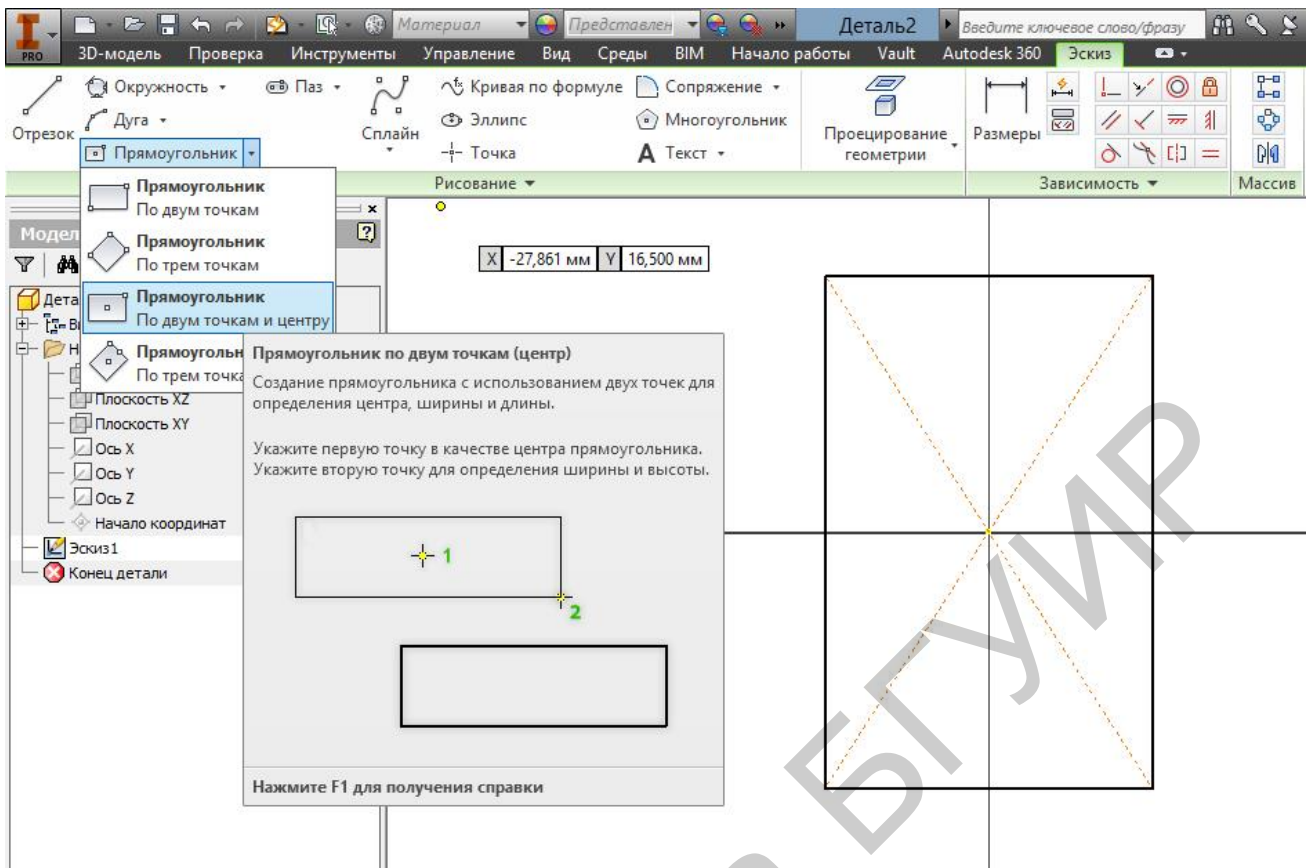 PRO
Материал
Представлен
Деталь2
Введите ключевое слово/фразу
3D-модель Проверка Инструменты Управление Вид Среды BIM Начало работы Vault Autodesk 360 Эскиз
Отрезок
Окружность
Дуга
Прямоугольник
Паз
Сплайн
Кривая по формуле
Эллипс
Точка
Сопряжение
Многоугольник
A Текст
Проецирование
геометрии
Размеры
Рисование
Зависимость
Массив
Прямоугольник
По двум точкам
Прямоугольник
По трем точкам
Прямоугольник
По двум точкам и центру
Прямоуголь
По трем точка
Модел
Дета
Плоскость XZ
Плоскость XY
Ось X
Ось Y
Ось Z
Начало координат
Эскиз1
Конец детали
X -27,861 мм Y 16,500 мм
Прямоугольник по двум точкам (центр)
Создание прямоугольника с использованием двух точек для
определения центра, ширины и длины.
Укажите первую точку в качестве центра прямоугольника.
Укажите вторую точку для определения ширины и высоты.
1
2
Нажмите F1 для получения справки
БГУИР